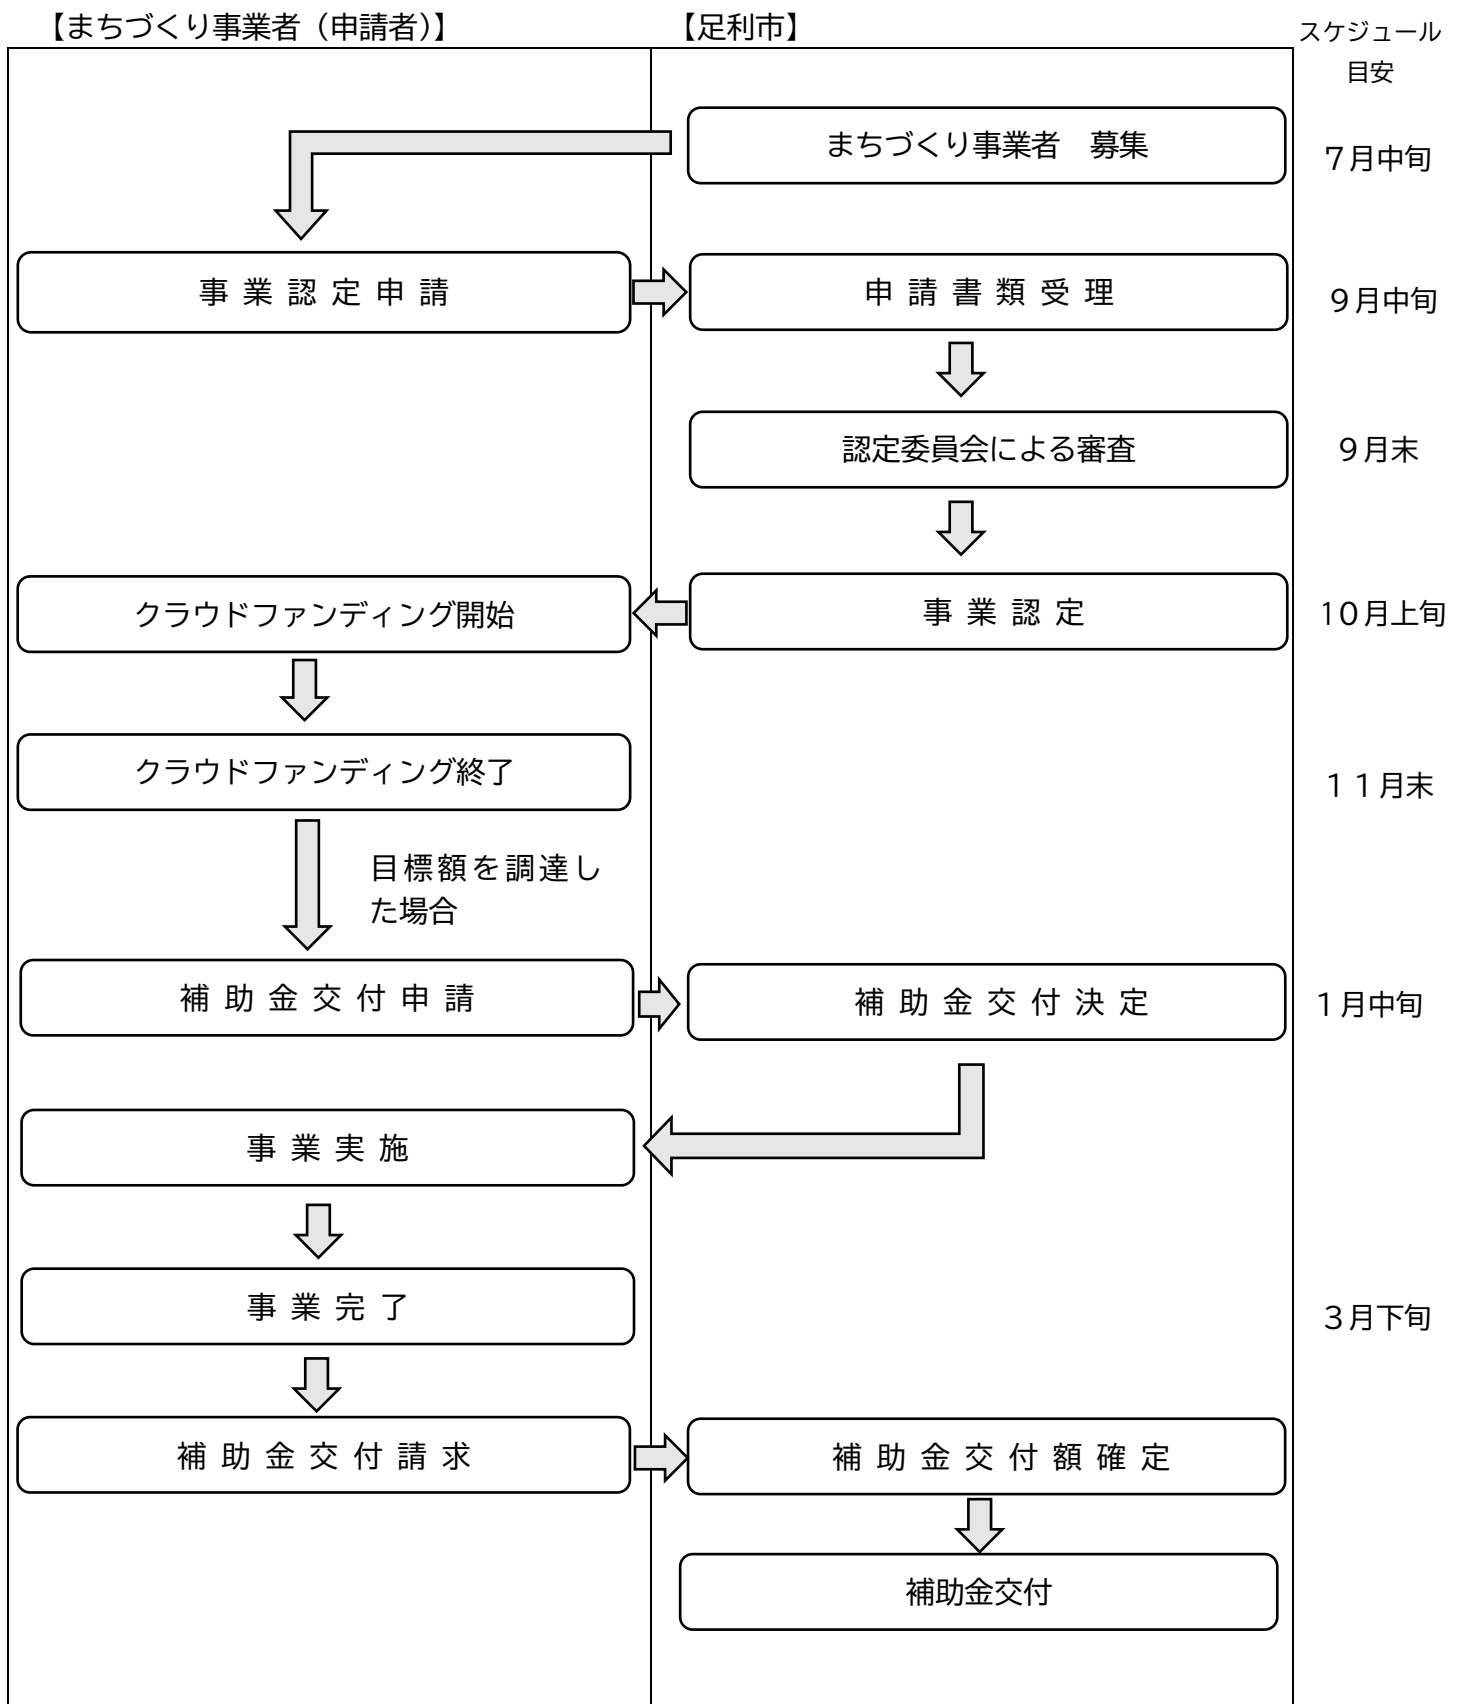 【まちづくり事業者（申請者）】
【足利市】
スケジュール
目安
まちづくり事業者　募集
７月中旬
事 業 認 定 申 請
申 請 書 類 受 理
９月中旬
認定委員会による審査
９月末
クラウドファンディング開始
事 業 認 定
10月上旬
クラウドファンディング終了
１１月末
目標額を調達し
た場合
補 助 金 交 付 申 請
補 助 金 交 付 決 定
１月中旬
事 業 実 施
事 業 完 了
３月下旬
補 助 金 交 付 請 求
補 助 金 交 付 額 確 定
補助金交付